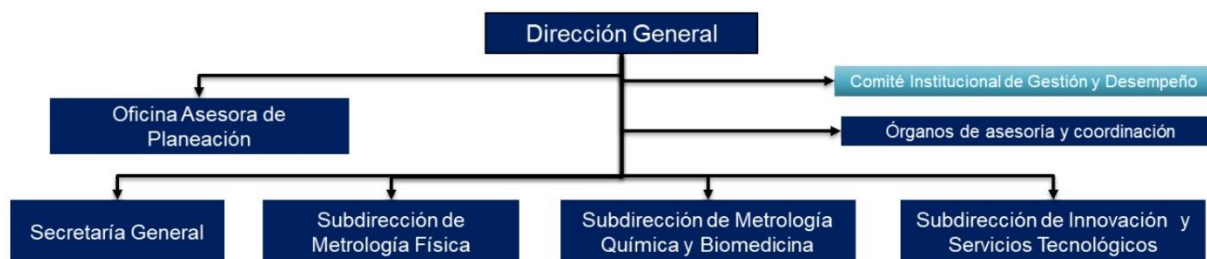 Dirección General
Comité Institucional de Gestión y Desempeño
Oficina Asesora de
Planeación
Órganos de asesoría y coordinación
Secretaría General
Subdirección de
Metrología Física
Subdirección de Metrología
Química y Biomedicina
Subdirección de Innovación y
Servicios Tecnológicos